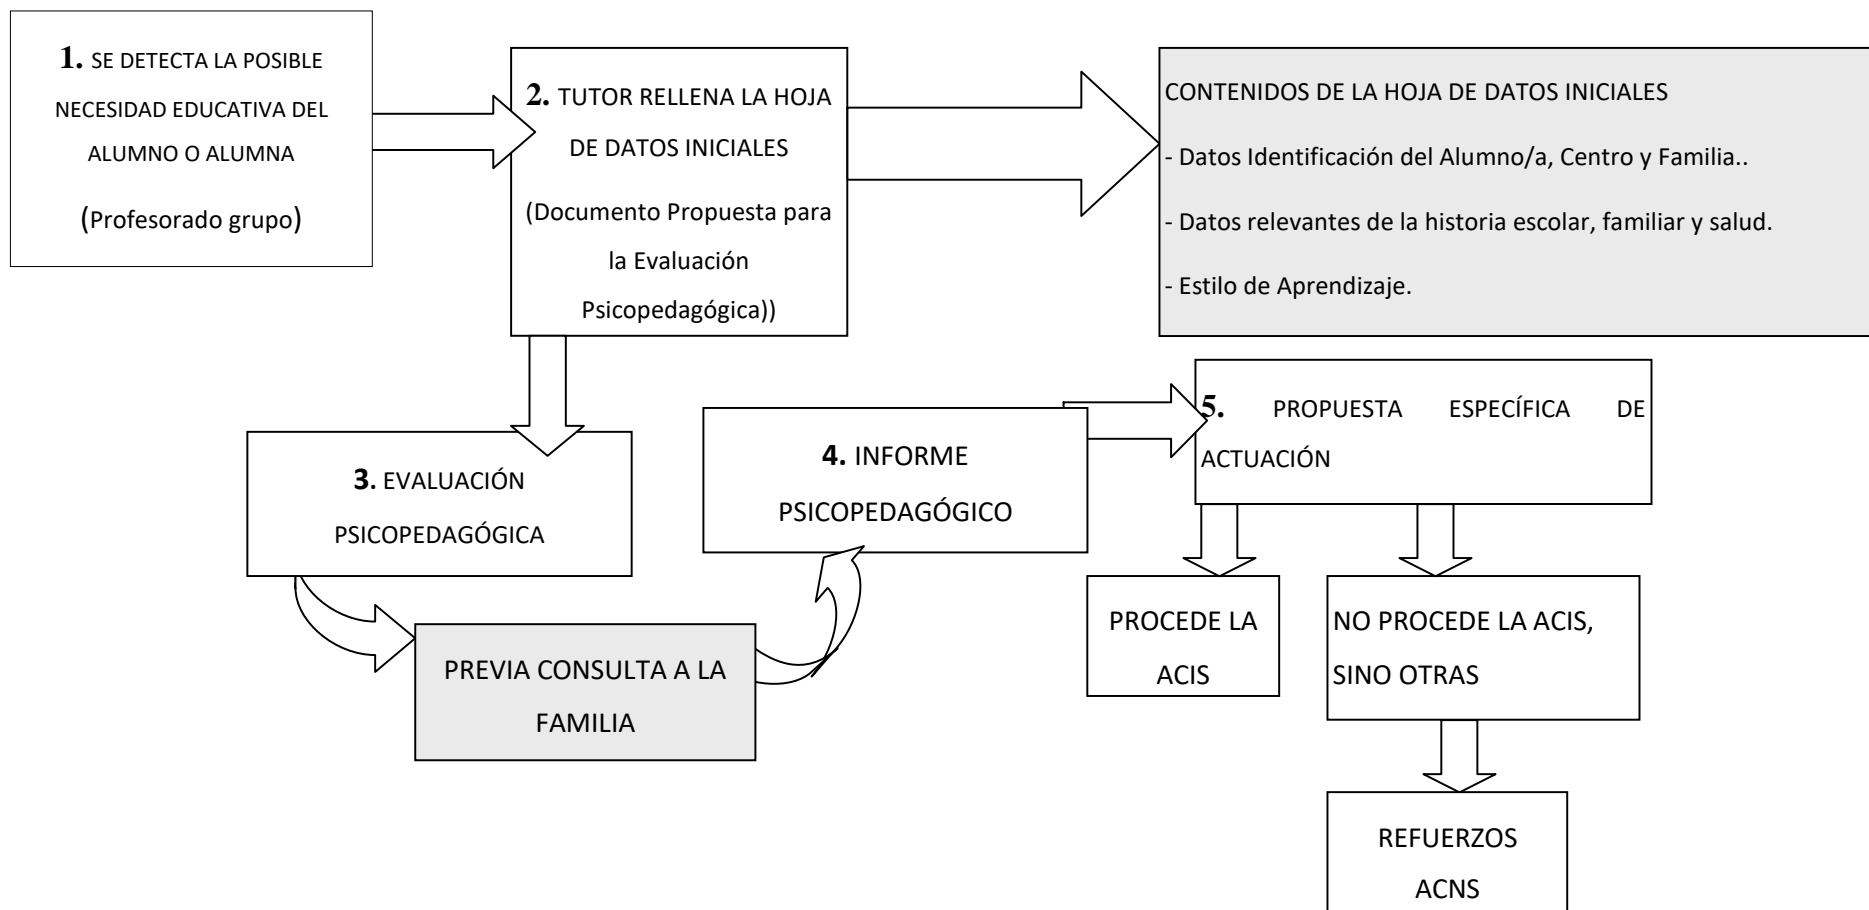 1. SE DETECTA LA POSIBLE
NECESIDAD EDUCATIVA DEL
ALUMNO O ALUMNA
(Profesorado grupo)
2. TUTOR RELLENA LA HOJA
DE DATOS INICIALES
(Documento Propuesta para
la Evaluación
Psicopedagógica))
CONTENIDOS DE LA HOJA DE DATOS INICIALES
- Datos Identificación del Alumno/a, Centro y Familia..
- Datos relevantes de la historia escolar, familiar y salud.
- Estilo de Aprendizaje.
3. EVALUACIÓN
PSICOPEDAGÓGICA
PREVIA CONSULTA A LA
FAMILIA
4. INFORME
PSICOPEDAGÓGICO
5. PROPUESTA ESPECÍFICA DE
ACTUACIÓN
PROCEDE LA
ACIS
NO PROCEDE LA ACIS,
SINO OTRAS
REFUERZOS
ACNS